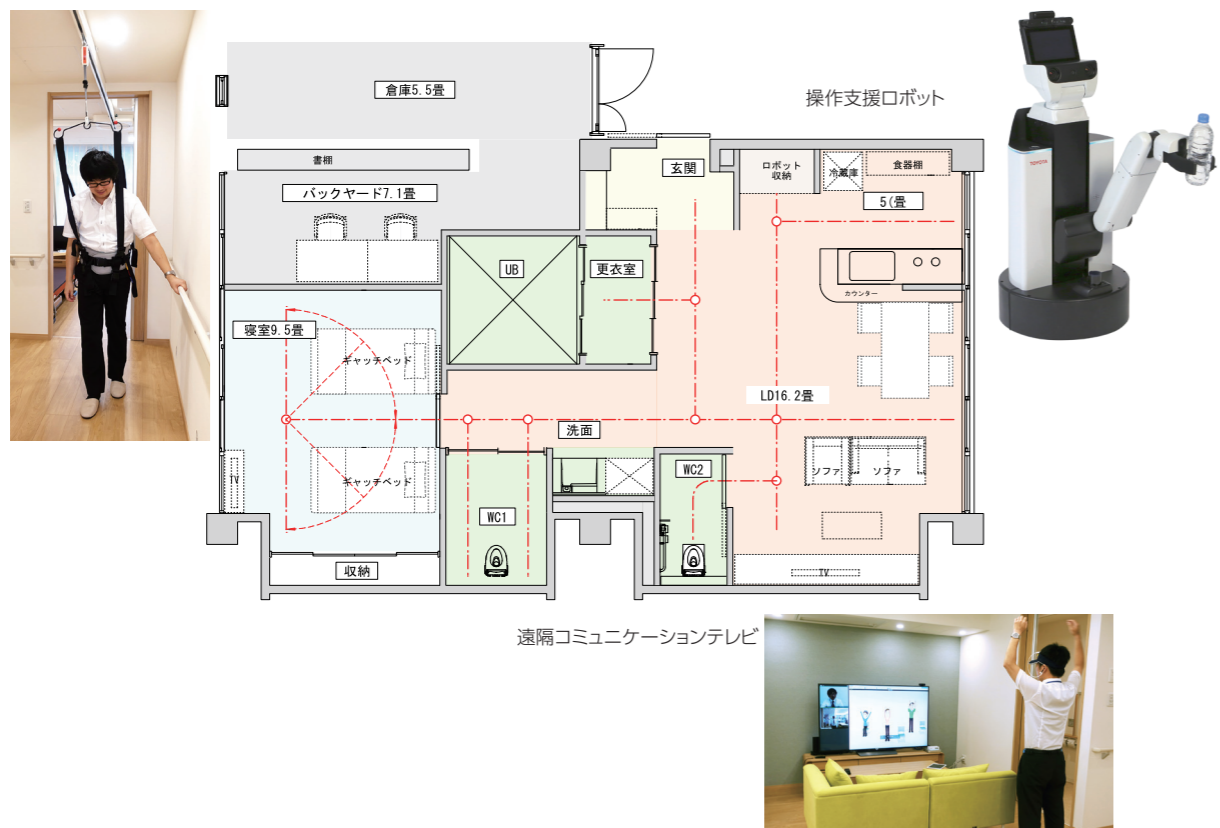 倉庫5.5畳
操作支援ロボット
書棚
玄関
ロボット
収納
冷蔵庫
食器棚
TOYOTA
バックヤード7.1畳
5(畳
UB
更衣室
カウンター
寝室9.5畳
キャッチベッド
LD16.2畳
洗面
キャッチベッド
TV
WC1
WC2
ソファ
ソファ
収納
TV
遠隔コミュニケーションテレビ